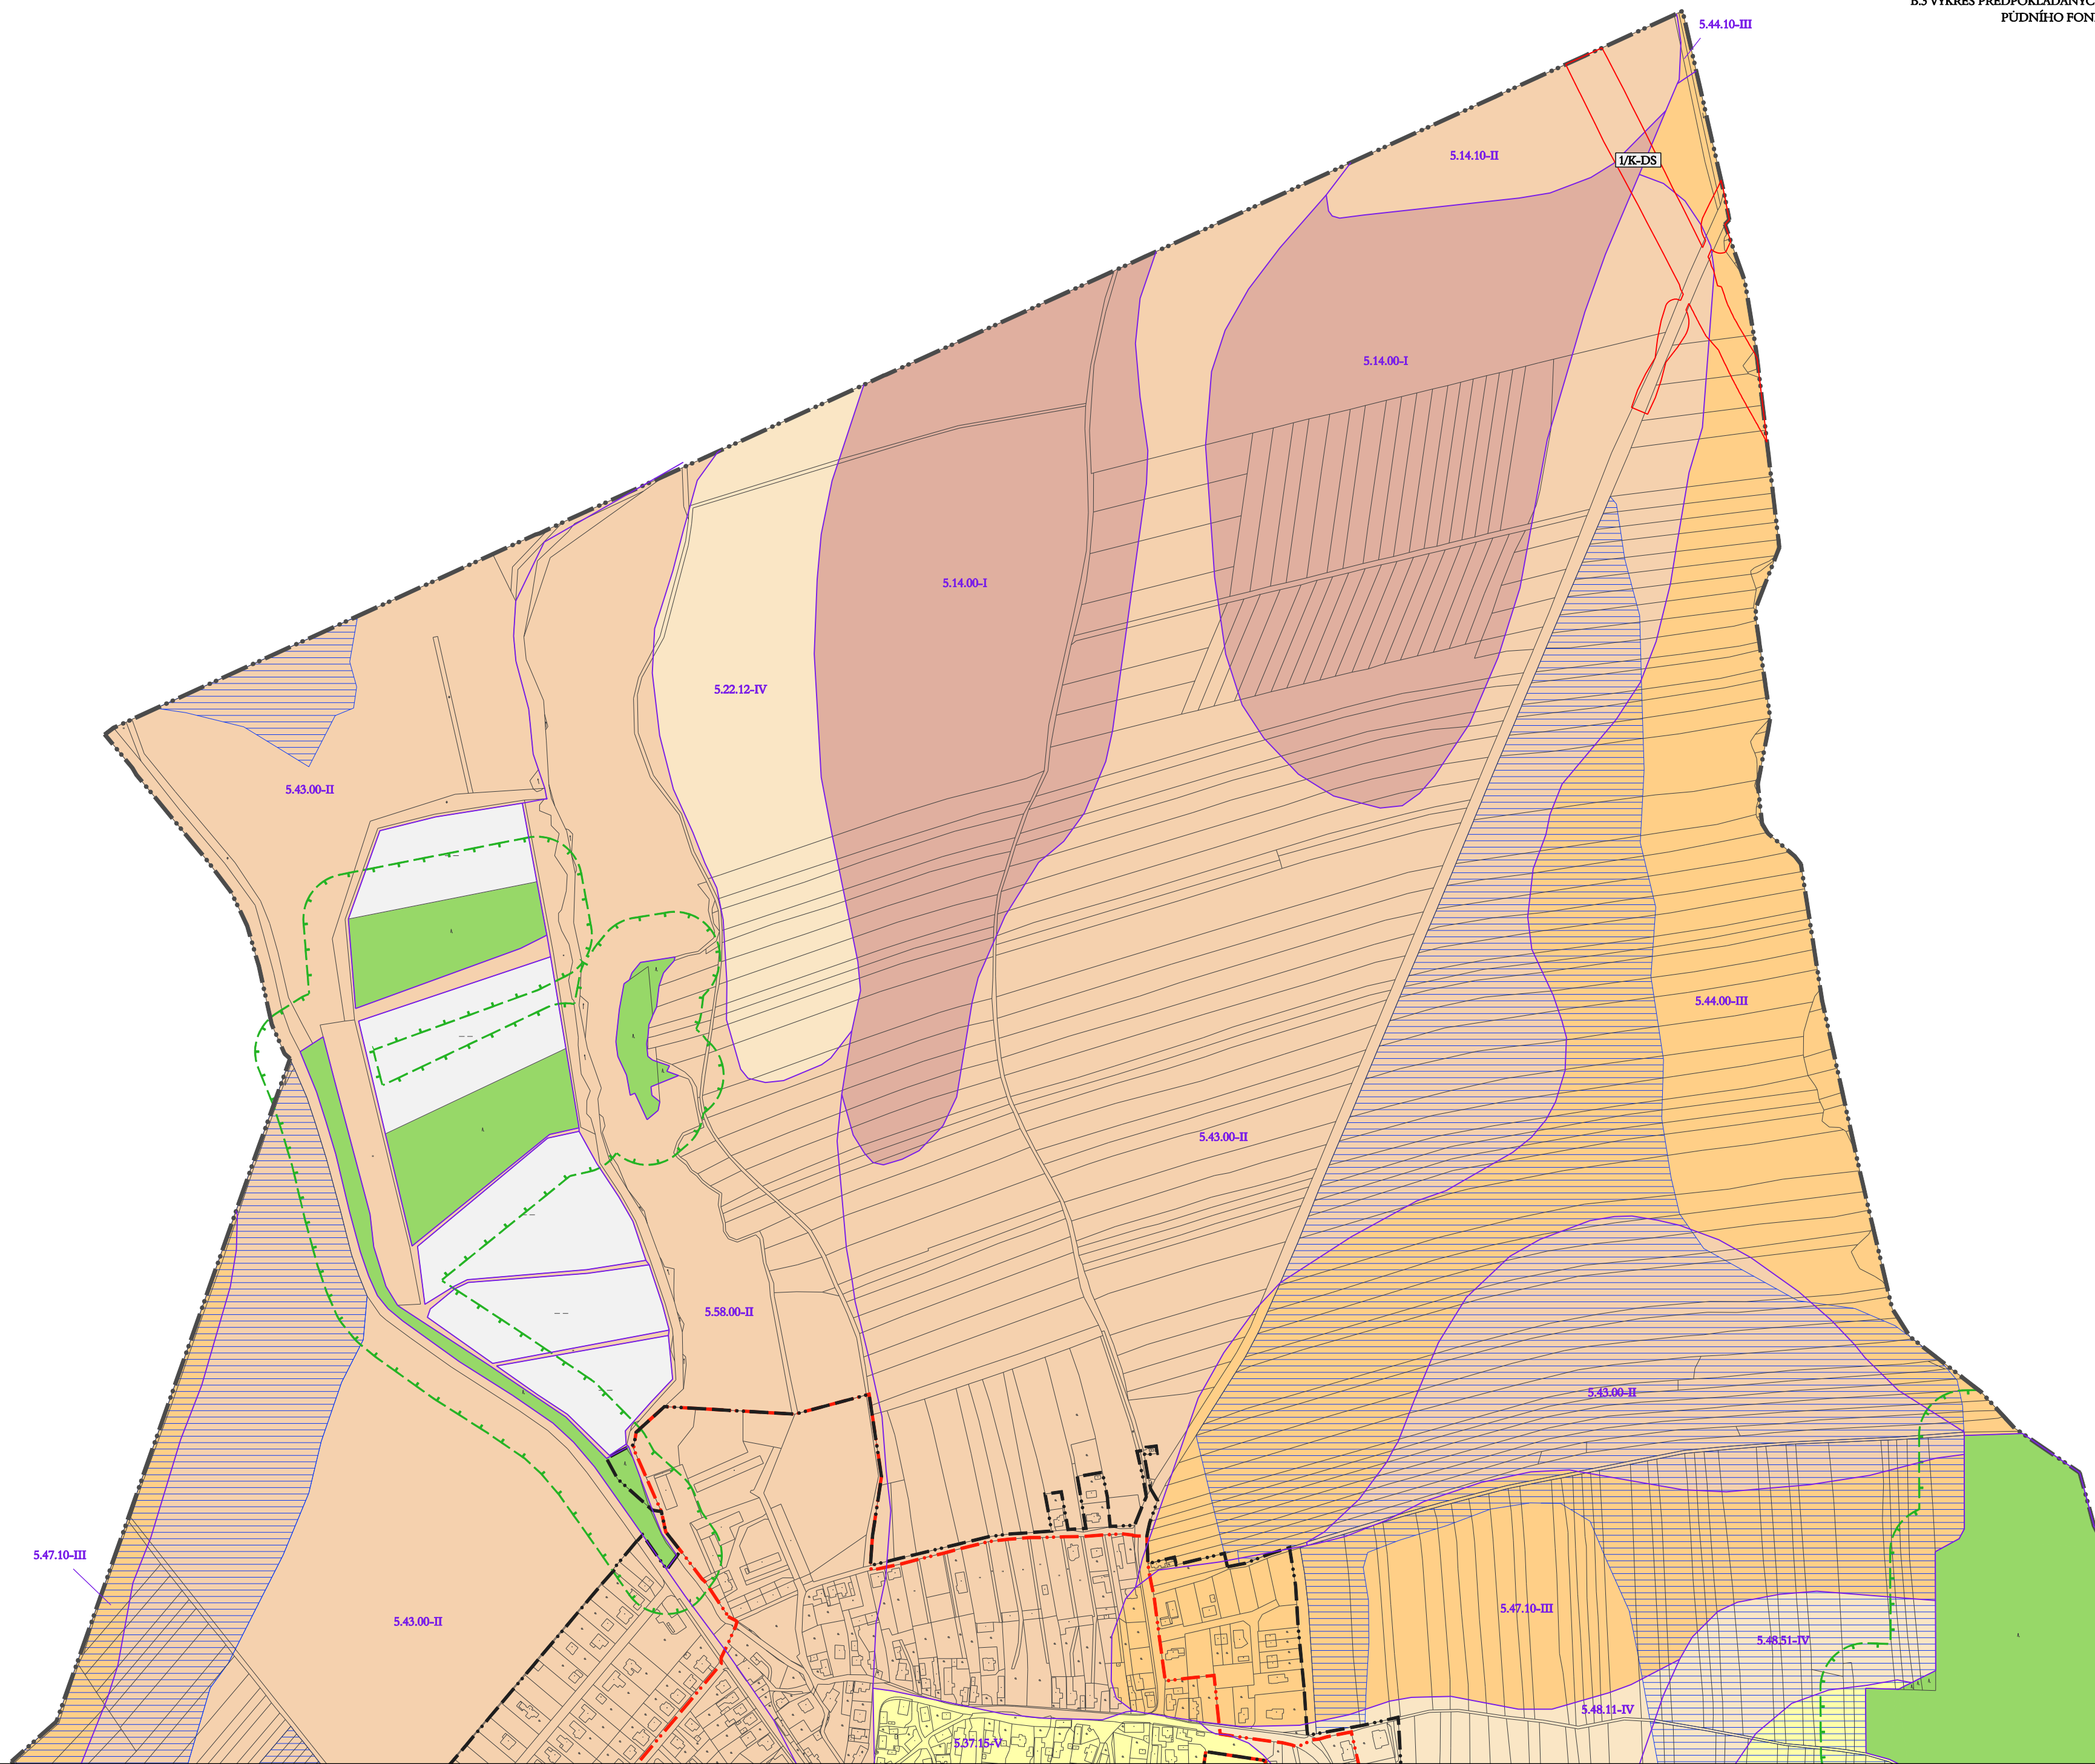 PŮDNÍHO FON
5.44.10-III
5.14.10-II
1/K-DS
5.14.00-I
5.14.00-I
5.22.12-IV
5.43.00-II
5.44.00-III
5.43.00-II
5.58.00-II
5.43.00-II
5.47.10-III
5.47.10-III
5.43.00-II
5.48.51-IV
5.48.11-IV
5.37.15-V